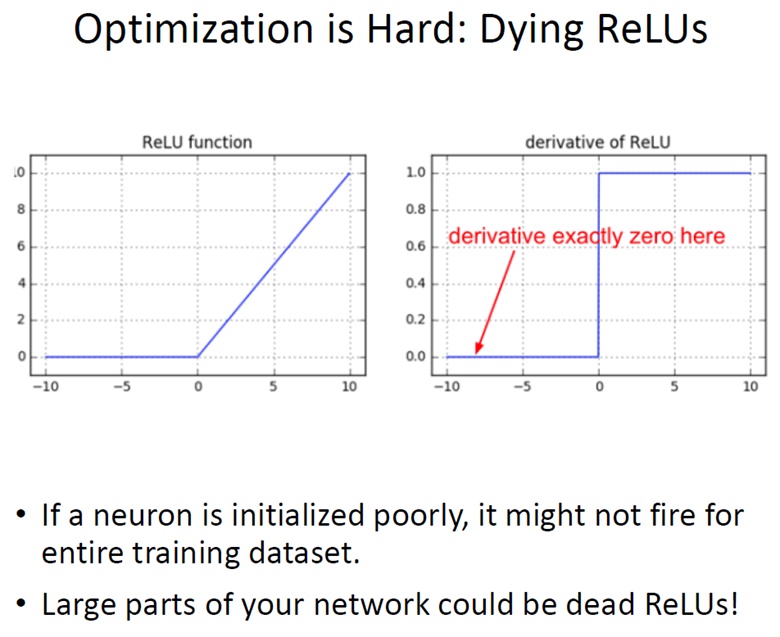 Optimization is Hard: Dying ReLUs
ReLU function
.0
8
6
4
2
0
−10 −5 0 5 10
derivative of ReLU
1.0
0.8
derivative exactly zero here
0.6
0.4
0.2
0.0
−10 −5 0 5 10
• If a neuron is initialized poorly, it might not fire for
entire training dataset.
• Large parts of your network could be dead ReLUs!